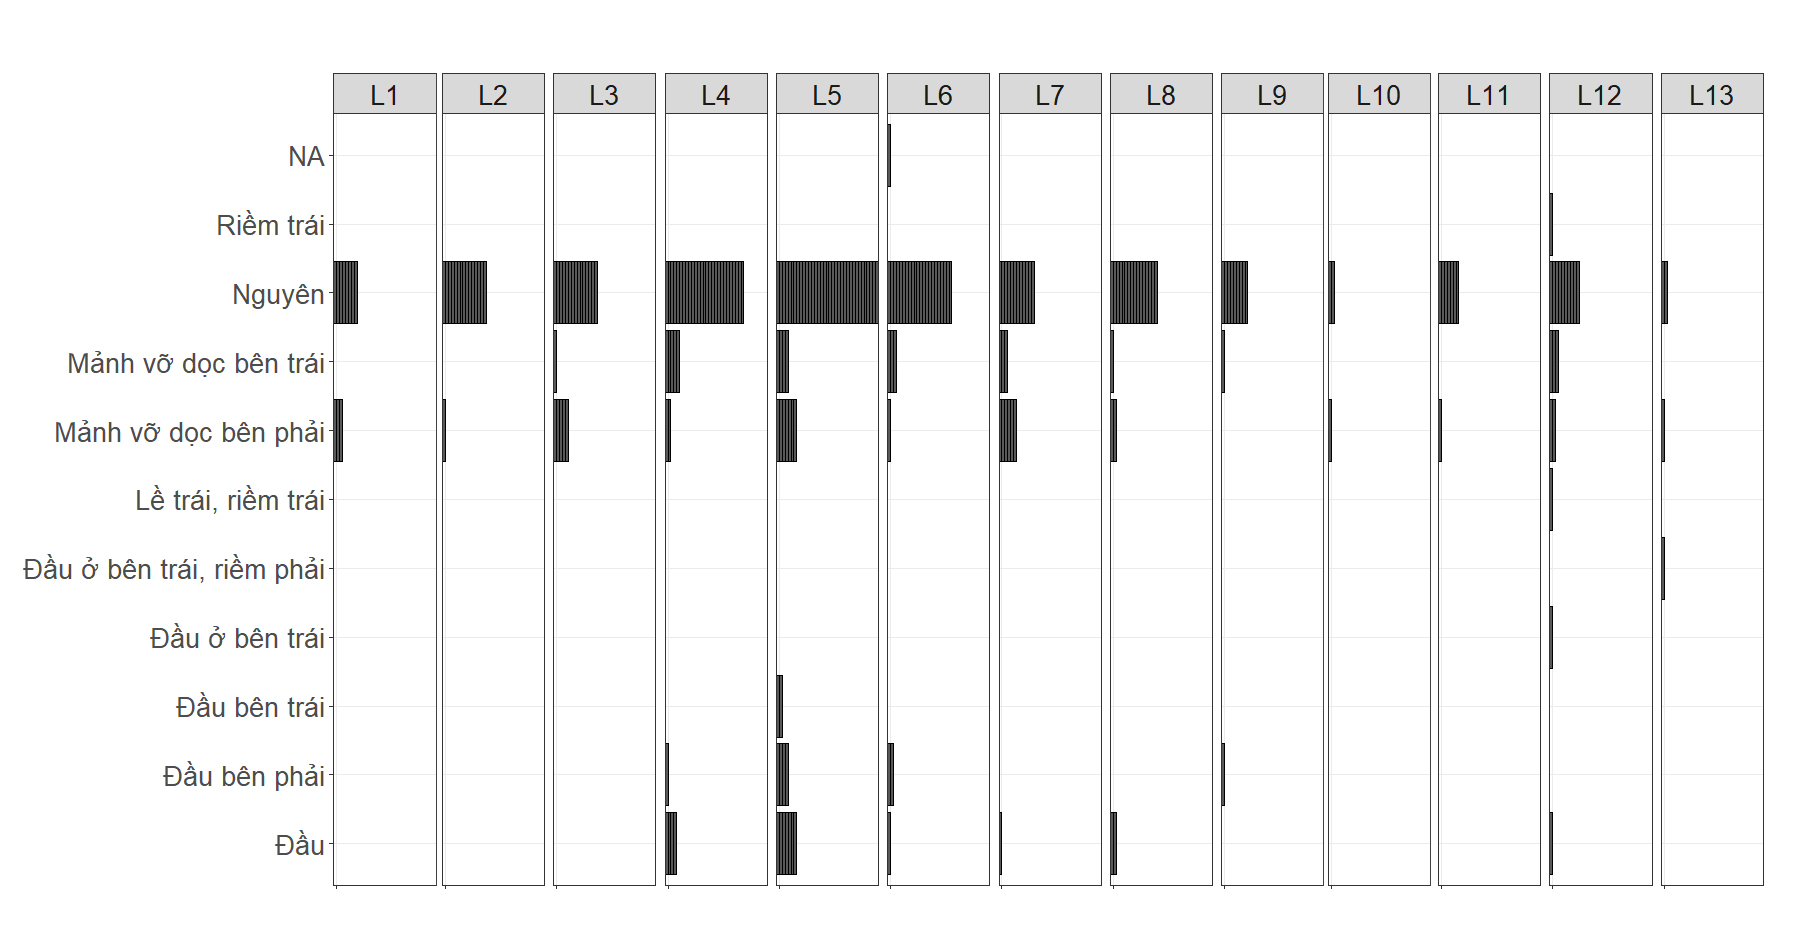 L1 L2 L3 L4 L5 L6 L7 L8 L9 L10 L11 L12 L13
NA
Riềm trái
Nguyên
Mảnh vỡ dọc bên trái
Mảnh vỡ dọc bên phải
Lề trái, riềm trái
Đầu ở bên trái, riềm phải
Đầu ở bên trái
Đầu bên trái
Đầu bên phải
Đầu